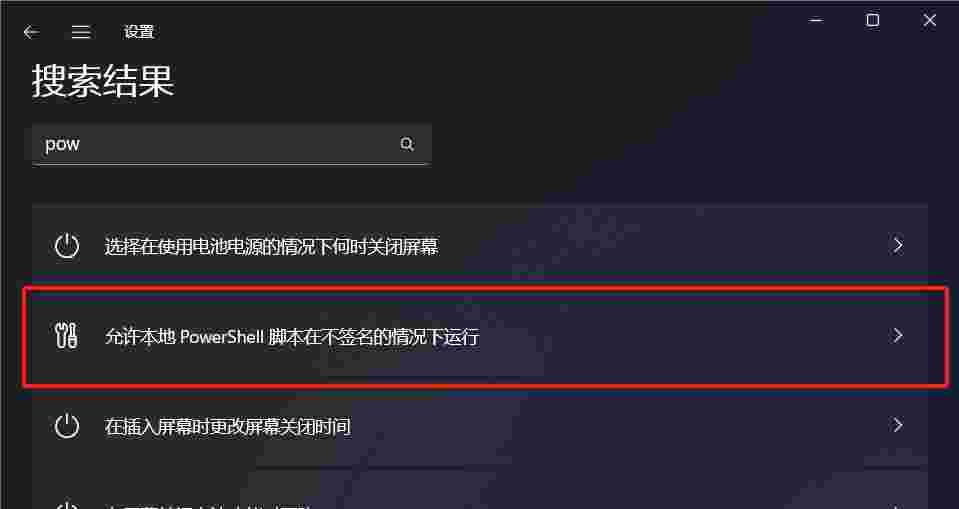 设置
搜索结果
pow
选择在使用电池电源的情况下何时关闭屏幕
允许本地 PowerShell 脚本在不签名的情况下运行
在插入屏幕时更改屏幕关闭时间